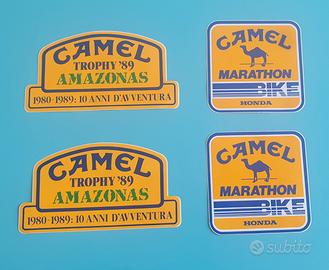 CAMEL
TROPHY '89
AMAZONAS
1980-1989: 10 ANNI D'AVVENTURA
CAMEL
MARATHON
BIKE
HONDA
CAMEL
TROPHY '89
AMAZONAS
1980-1989: 10 ANNI D'AVVENTURA
CAMEL
MARATHON
BIKE
HONDA
subito